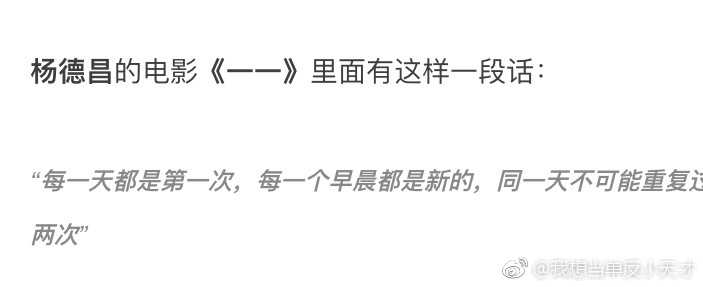 杨德昌的电影《一一》里面有这样一段话：
“每一天都是第一次，每一个早晨都是新的，同一天不可能重复过
两次”
@我想当单反小天才